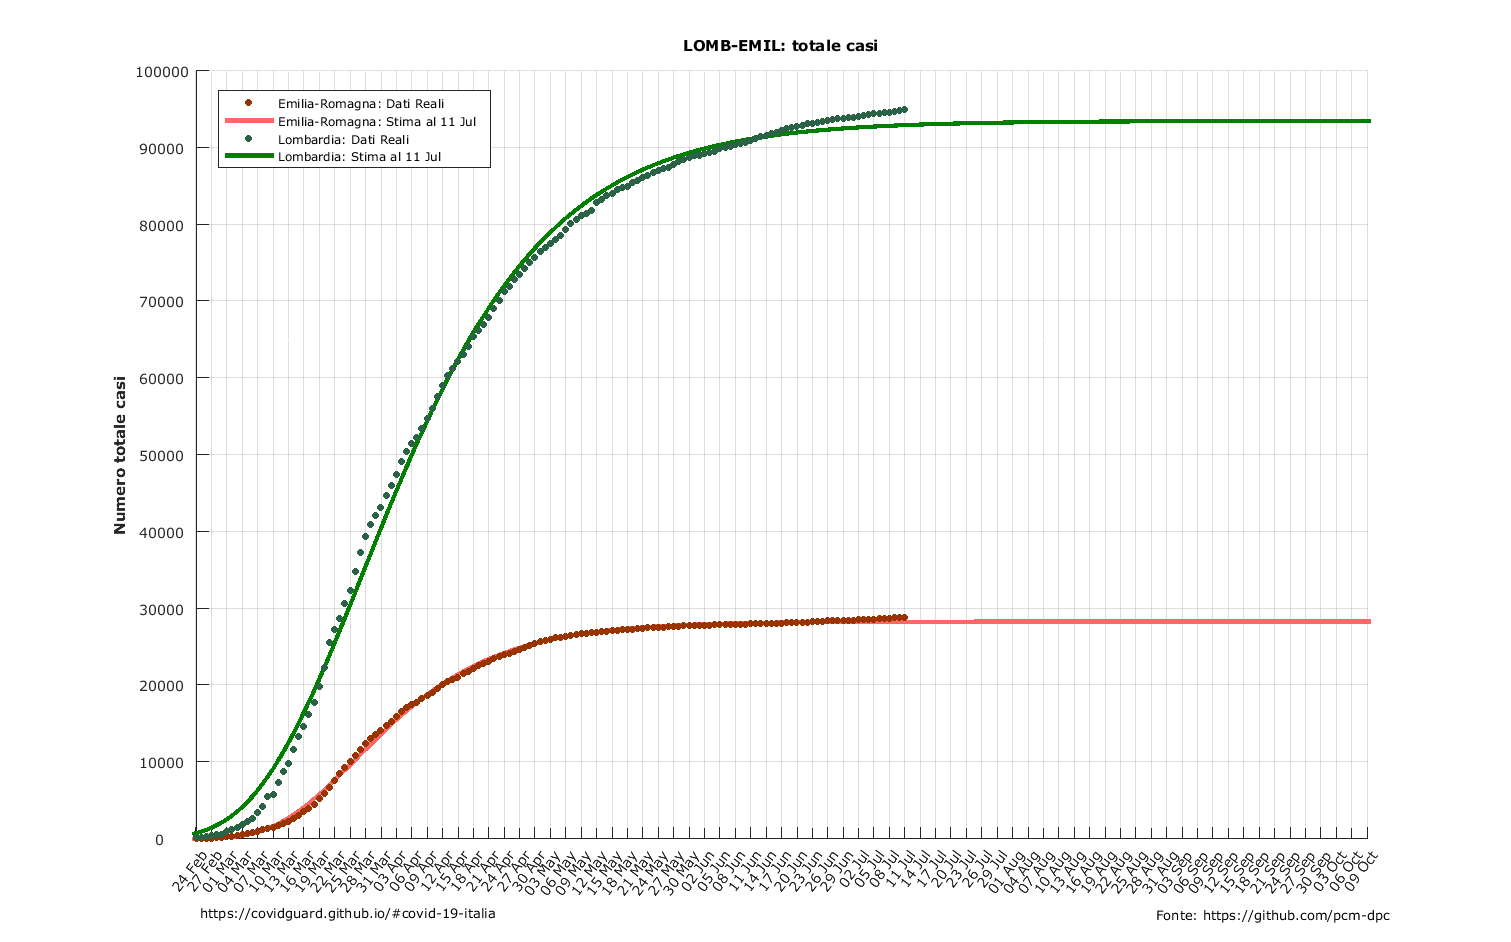 LOMB-EMIL: totale casi
100000
90000
80000
70000
60000
50000
40000
30000
20000
10000
0
Numero totale casi
Emilia-Romagna: Dati Reali
Emilia-Romagna: Stima al 11 Jul
Lombardia: Dati Reali
Lombardia: Stima al 11 Jul
24 Feb
27 Feb
01 Mar
04 Mar
07 Mar
10 Mar
13 Mar
16 Mar
19 Mar
22 Mar
25 Mar
28 Mar
31 Mar
03 Apr
06 Apr
09 Apr
12 Apr
15 Apr
18 Apr
21 Apr
24 Apr
27 Apr
30 Apr
03 May
06 May
09 May
12 May
15 May
18 May
21 May
24 May
27 May
30 May
02 Jun
05 Jun
08 Jun
11 Jun
14 Jun
17 Jun
20 Jun
23 Jun
26 Jun
29 Jun
02 Jul
05 Jul
08 Jul
11 Jul
14 Jul
17 Jul
20 Jul
23 Jul
26 Jul
29 Jul
01 Aug
04 Aug
07 Aug
10 Aug
13 Aug
16 Aug
19 Aug
22 Aug
25 Aug
28 Aug
31 Aug
03 Sep
06 Sep
09 Sep
12 Sep
15 Sep
18 Sep
21 Sep
24 Sep
27 Sep
30 Sep
03 Oct
06 Oct
09 Oct
https://covidguard.github.io/#covid-19-italia
Fonte: https://github.com/pcm-dpc